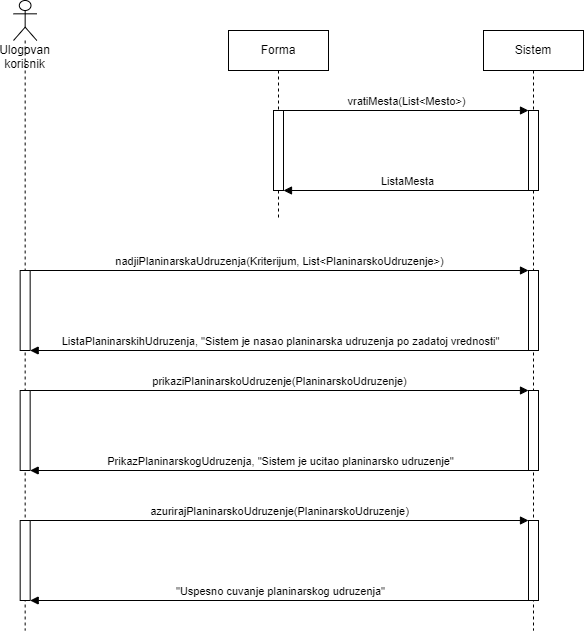 Ulogovan
korisnik
Forma
Sistem
vratiMesta(List<Mesto>)
ListaMesta
nadjiPlaninarskaUdruzenja(Kriterijum, List<PlaninarskoUdruzenje>)
ListaPlaninarskihUdruzenja, "Sistem je nasao planinarska udruzenja po zadatoj vrednosti"
prikaziPlaninarskoUdruzenje(PlaninarskoUdruzenje)
PrikazPlaninarskogUdruzenja, "Sistem je ucitao planinarsko udruzenje"
azurirajPlaninarskoUdruzenje(PlaninarskoUdruzenje)
"Uspesno cuvanje planinarskog udruzenja"